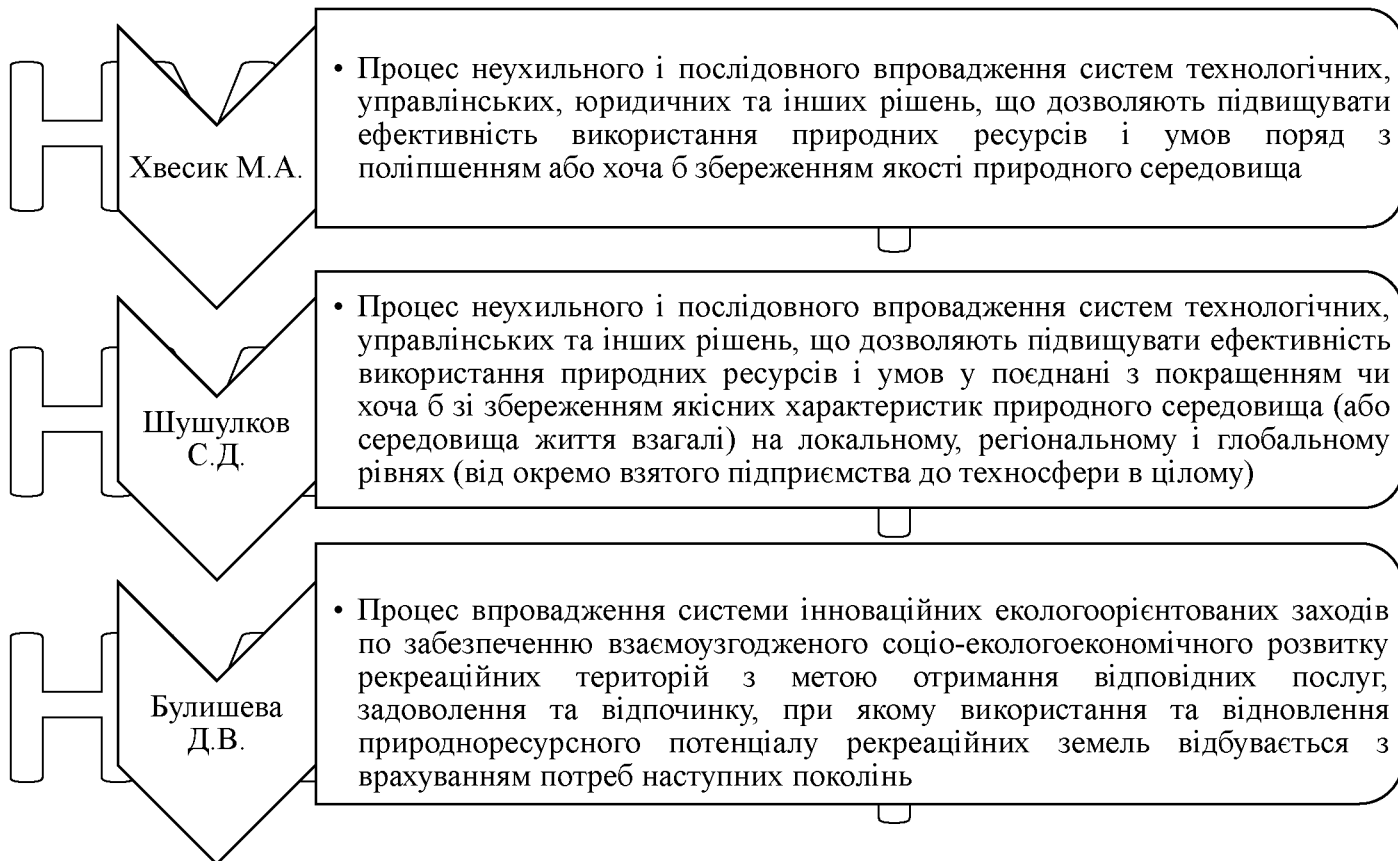 Хвесик М.А.
• Процес неухильного і послідовного впровадження систем технологічних,
управлінських, юридичних та інших рішень, що дозволяють підвищувати
ефективність використання природних ресурсів і умов поряд з
поліпшенням або хоча б збереженням якості природного середовища
Шушулков
С.Д.
• Процес неухильного і послідовного впровадження систем технологічних,
управлінських та інших рішень, що дозволяють підвищувати ефективність
використання природних ресурсів і умов у поєднані з покращенням чи
хоча б зі збереженням якісних характеристик природного середовища (або
середовища життя взагалі) на локальному, регіональному і глобальному
рівнях (від окремо взятого підприємства до техносфери в цілому)
Булишева
Д.В.
• Процес впровадження системи інноваційних екологоорієнтованих заходів
по забезпеченню взаємоузгодженого соціо-екологоекономічного розвитку
рекреаційних територій з метою отримання відповідних послуг,
задоволення та відпочинку, при якому використання та відновлення
природноресурсного потенціалу рекреаційних земель відбувається з
врахуванням потреб наступних поколінь